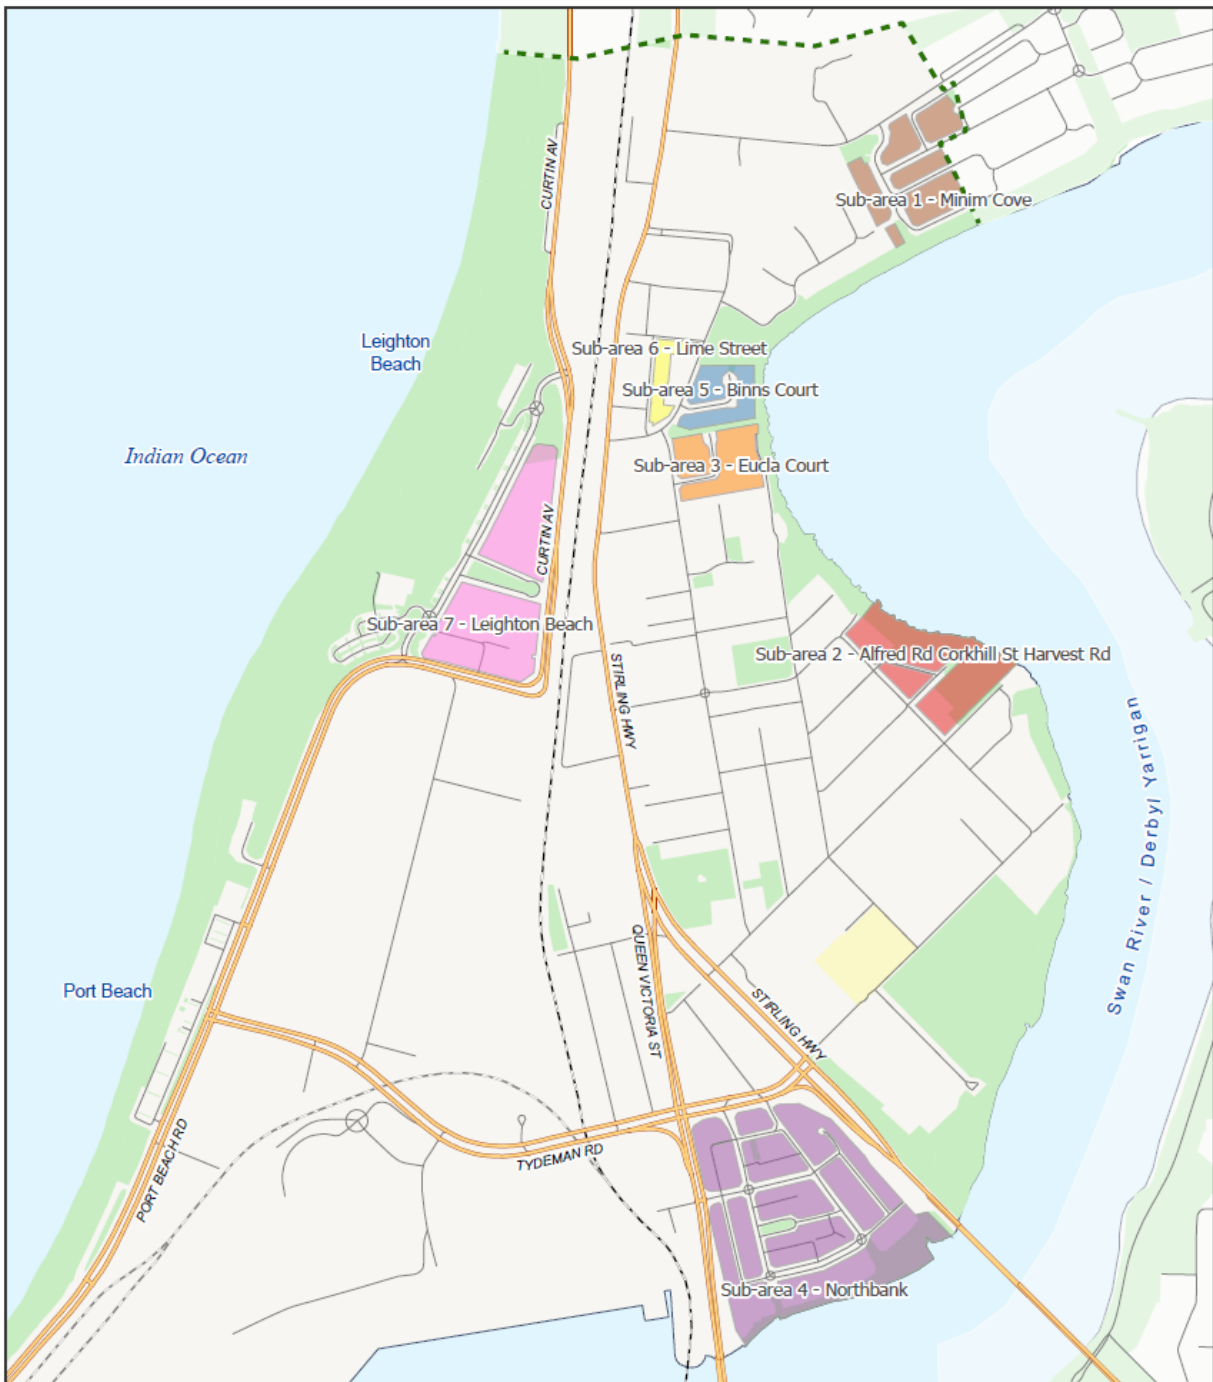 CURTIN AV
Sub-area 1 - Minim Cove
Leighton
Beach
Sub-area 6 - Lime Street
Sub-area 5 - Binns Court
Indian Ocean
Sub-area 3 - Eucla Court
CURTIN AV
Sub-area 7 - Leighton Beach
STIRLING HWY
Sub-area 2 - Alfred Rd Corkhill St Harvest Rd
Swan River / Derbyl Yarrigan
QUEEN VICTORIA ST
Port Beach
STIRLING HWY
PORT BEACH RD
TYDEMAN RD
Sub-area 4 - Northbank